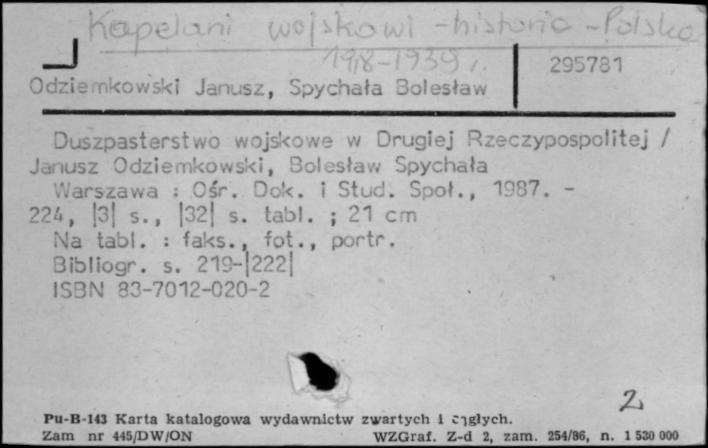 Kapelani wojskowi - historia - Polska
1918-1939 r.
295781
Odziemkowski Janusz, Spychała Bolesław
Duszpasterstwo wojskowe w Drugiej Rzeczypospolitej /
Janusz Odziemkowski, Bolesław Spychała
Warszawa : Ośr. Dok. i Stud. Społ., 1987. -
224, |3| s., |32| s. tabl. ; 21 cm
Na tabl. : faks., fot., portr.
Bibliogr. s. 219-|222|
ISBN 83-7012-020-2
Z
Pu-B-143 Karta katalogowa wydawnictw zwartych i ciągłych.
Zam nr 445/DW/ON WZGraf. Z-d 2, zam. 254/86, n. 1 530 000